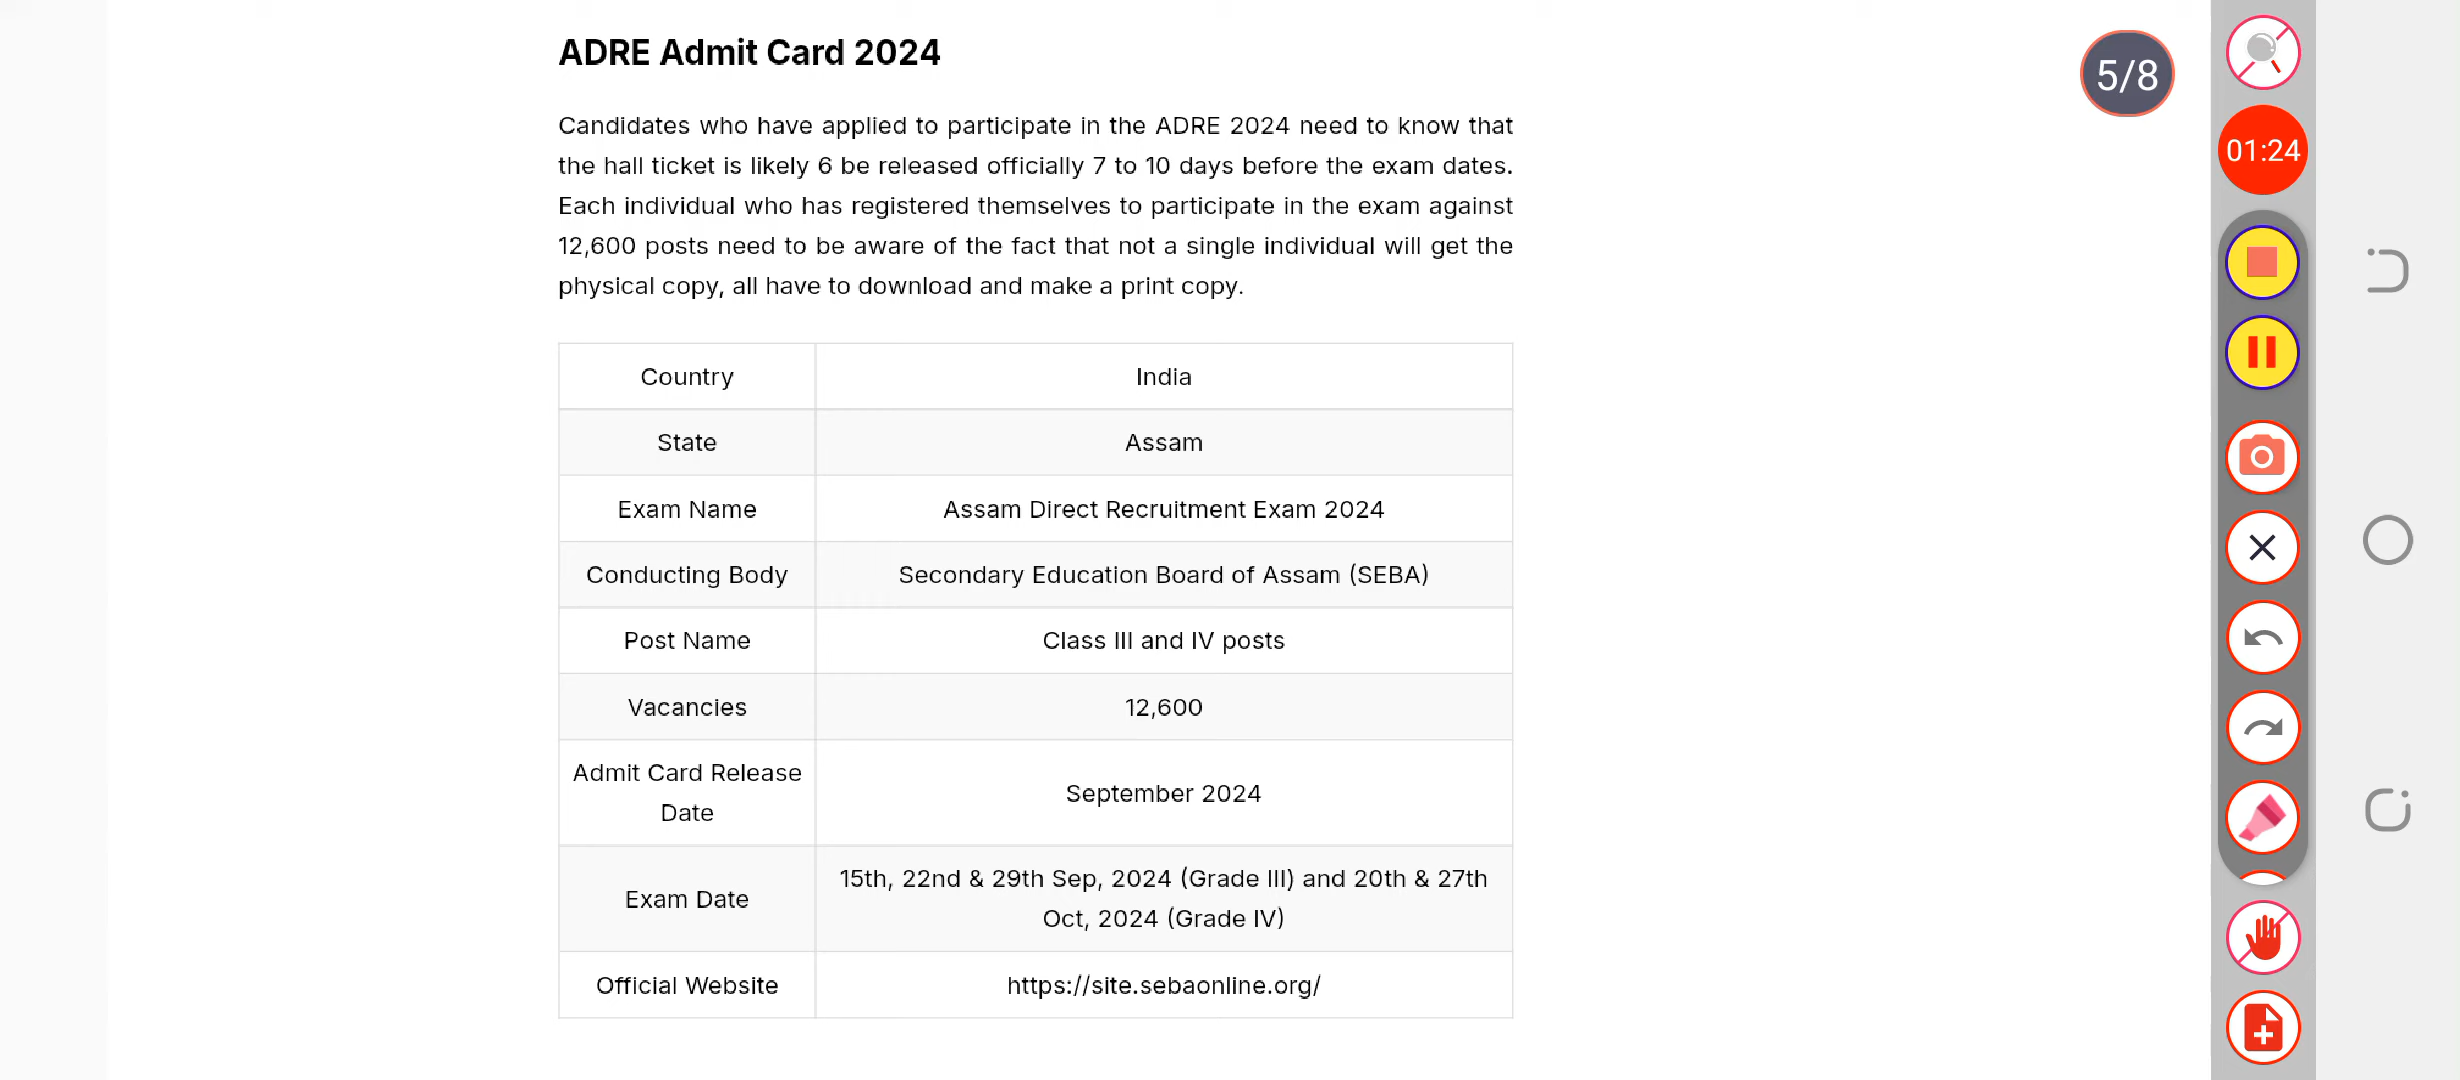 ADRE Admit Card 2024
5/8
01:24
Candidates who have applied to participate in the ADRE 2024 need to know that
the hall ticket is likely 6 be released officially 7 to 10 days before the exam dates.
Each individual who has registered themselves to participate in the exam against
12,600 posts need to be aware of the fact that not a single individual will get the
physical copy, all have to download and make a print copy.
Country India
State Assam
Exam Name Assam Direct Recruitment Exam 2024
Conducting Body Secondary Education Board of Assam (SEBA)
Post Name Class III and IV posts
Vacancies 12,600
Admit Card Release
Date
September 2024
Exam Date
15th, 22nd & 29th Sep, 2024 (Grade III) and 20th & 27th
Oct, 2024 (Grade IV)
Official Website https://site.sebaonline.org/